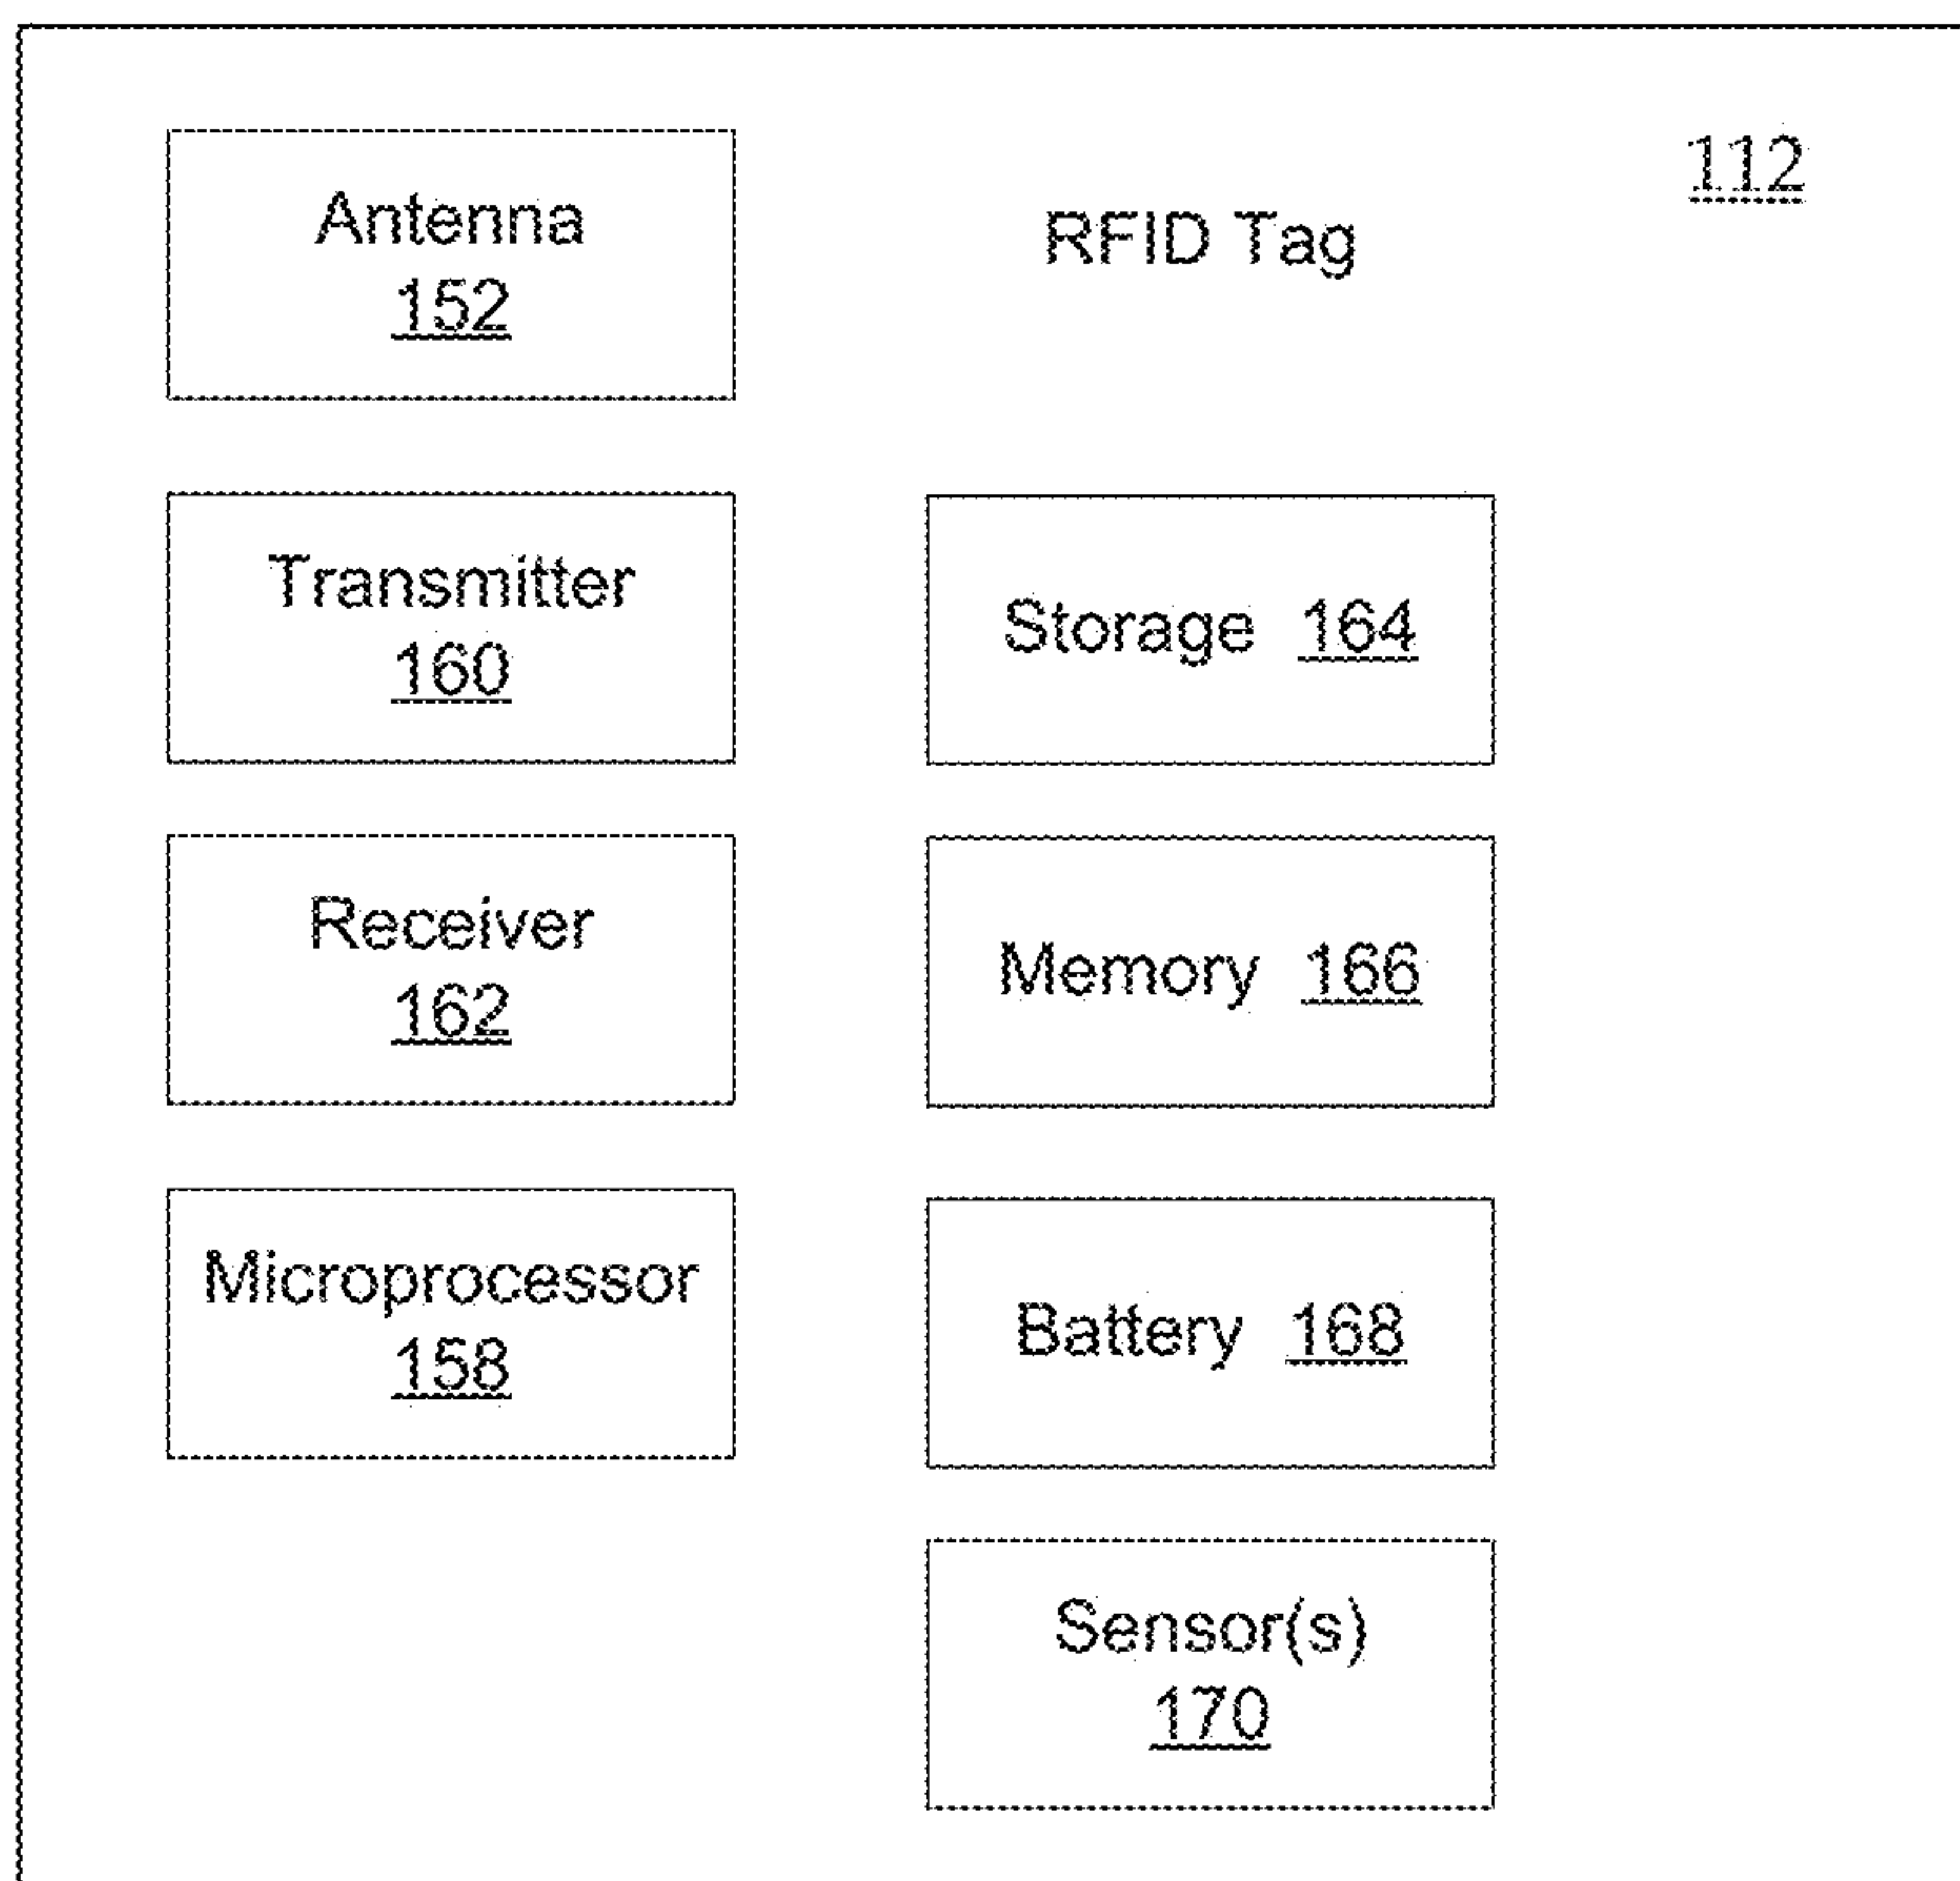 112
RFID Tag
Antenna
152
Transmitter
160
Storage 164
Receiver
162
Memory 166
Microprocessor
158
Battery 168
Sensor(s)
170